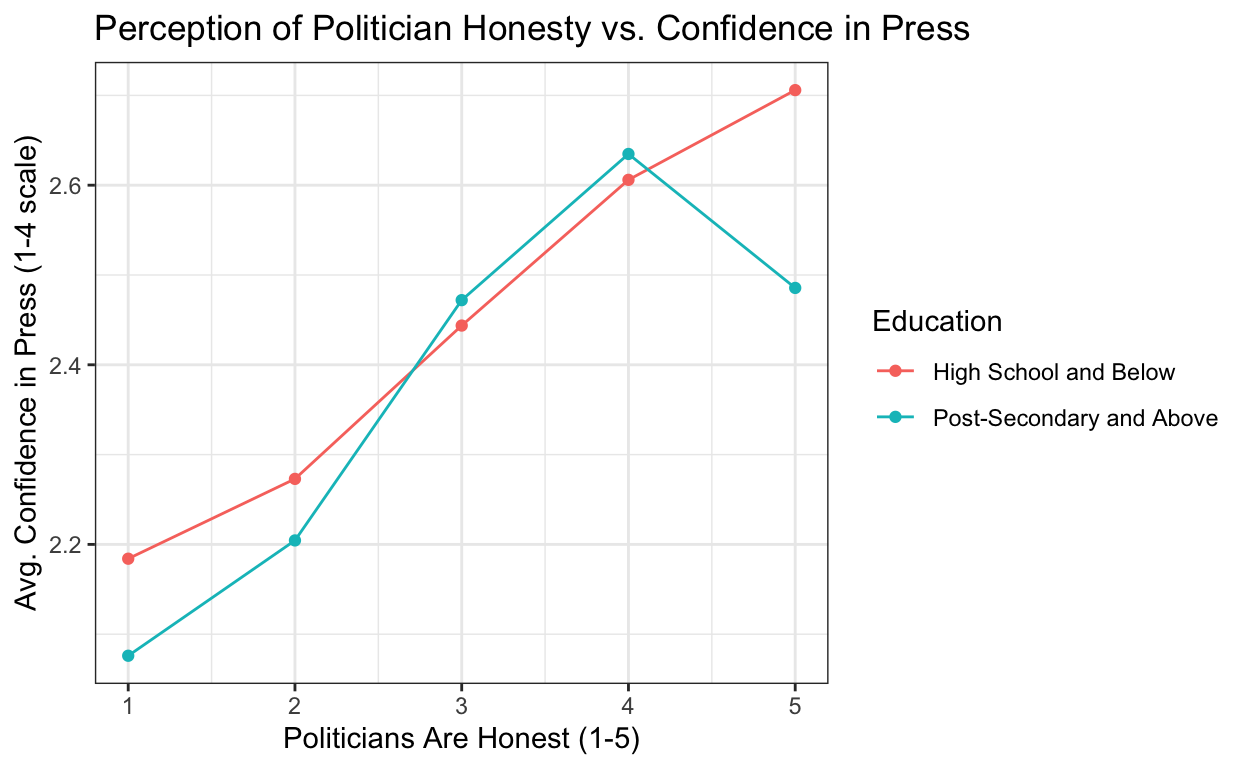 Perception of Politician Honesty vs. Confidence in Press
Avg. Confidence in Press (1-4 scale)
2.6
2.4
2.2
1 2 3 4 5
Politicians Are Honest (1-5)
Education
High School and Below
Post-Secondary and Above